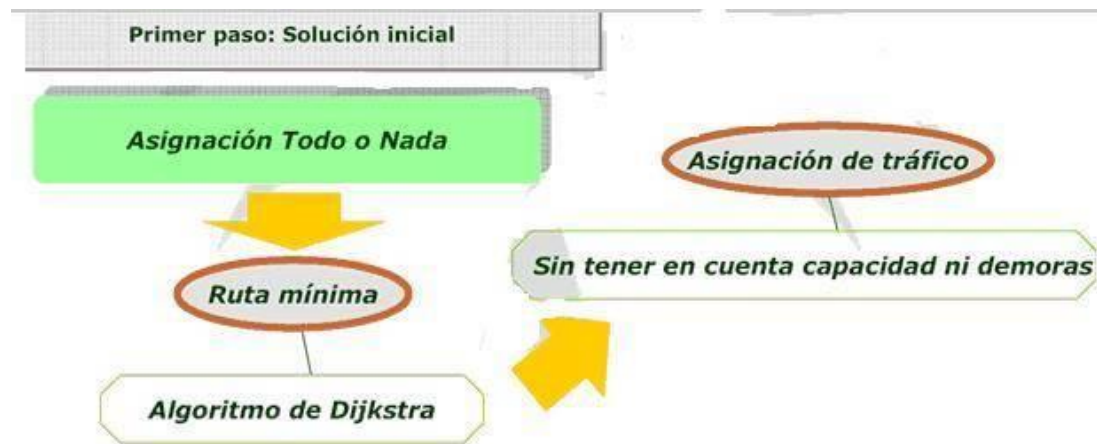 Primer paso: Solución inicial
Asignación Todo o Nada
Ruta mínima
Algoritmo de Dijkstra
Asignación de tráfico
Sin tener en cuenta capacidad ni demoras